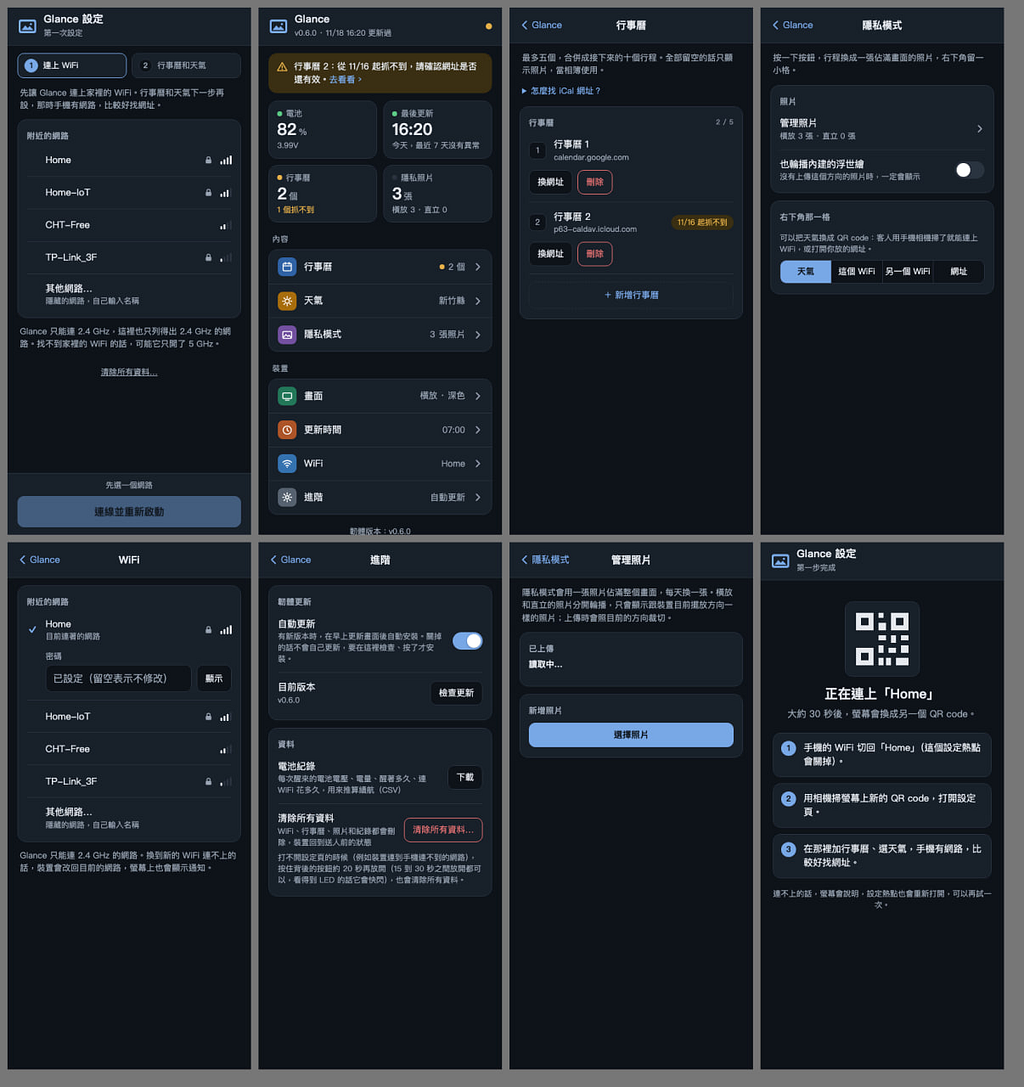 Glance 設定
第一次設定
1 連上 WiFi
2 行事曆和天氣
先讓 Glance 連上家裡的 WiFi。行事曆和天氣下一步再
設，那時手機有網路，比較好找網址。
附近的網路
Home
Home-IoT
CHT-Free
TP-Link_3F
其他網路…
隱藏的網路，自己輸入名稱
Glance 只能連 2.4 GHz，這裡也只列得出 2.4 GHz 的網
路。找不到家裡的 WiFi 的話，可能它只開了 5 GHz。
清除所有資料…
先選一個網路
連線並重新啟動
Glance
v0.6.0 · 11/18 16:20 更新過
行事曆 2：從 11/16 起抓不到，請確認網址是否
還有效。去看看 ›
電池
82 %
3.99V
最後更新
16:20
今天，最近 7 天沒有異常
行事曆
2 個
1 個抓不到
隱私照片
3 張
橫放 3 · 直立 0
內容
行事曆
2 個
天氣
新竹縣
隱私模式
3 張照片
裝置
畫面
橫放 · 深色
更新時間
07:00
WiFi
Home
進階
自動更新
韌體版本：v0.6.0
Glance
行事曆
最多五個，合併成接下來的十個行程。全部留空的話只顯
示照片，當相簿使用。
怎麼找 iCal 網址？
行事曆
2 / 5
1
行事曆 1
calendar.google.com
換網址
刪除
2
行事曆 2
p63-caldav.icloud.com
11/16 起抓不到
換網址
刪除
+ 新增行事曆
Glance
隱私模式
按一下按鈕，行程換成一張佔滿畫面的照片，右下角留一
小格。
照片
管理照片
橫放 3 張 · 直立 0 張
也輪播內建的浮世繪
沒有上傳這個方向的照片時，一定會顯示
右下角那一格
可以把天氣換成 QR code：客人用手機相機掃了就能連上
WiFi，或打開你放的網址。
天氣
這個 WiFi
另一個 WiFi
網址
Glance
WiFi
附近的網路
Home
目前連著的網路
密碼
已設定（留空表示不修改）
顯示
Home-IoT
CHT-Free
TP-Link_3F
其他網路…
隱藏的網路，自己輸入名稱
Glance 只能連 2.4 GHz 的網路。換到新的 WiFi 連不上的
話，裝置會改回目前的網路，螢幕上也會顯示通知。
Glance
進階
韌體更新
自動更新
有新版本時，在早上更新畫面後自動安裝。關掉
的話不會自己更新，要在這裡檢查、按了才安
裝。
目前版本
v0.6.0
檢查更新
資料
電池紀錄
每次醒來的電池電壓、電量、醒著多久、連
WiFi 花多久，用來推算續航（CSV）
下載
清除所有資料
WiFi、行事曆、照片和紀錄都會刪
除，裝置回到送人前的狀態
清除所有資料…
打不開設定頁的時候（例如裝置連到手機連不到的網路），
按住背後的按鈕約 20 秒再放開（15 到 30 秒之間放開都可
以，看得到 LED 的話它會快閃），也會清除所有資料。
隱私模式
管理照片
隱私模式會用一張照片佔滿整個畫面，每天換一張。橫放
和直立的照片分開輪播，只會顯示跟裝置目前擺放方向一
樣的照片；上傳時會照目前的方向裁切。
已上傳
讀取中…
新增照片
選擇照片
Glance 設定
第一步完成
正在連上「Home」
大約 30 秒後，螢幕會換成另一個 QR code。
1
手機的 WiFi 切回「Home」（這個設定熱點
會關掉）。
2
用相機掃螢幕上新的 QR code，打開設定
頁。
3
在那裡加行事曆、選天氣，手機有網路，比
較好找網址。
連不上的話，螢幕會說明，設定熱點也會重新打開，可以再試一
次。